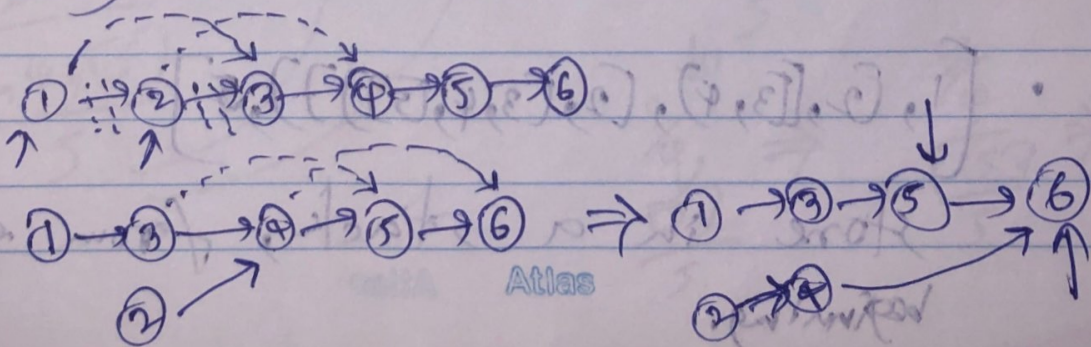 1 → 2 → 3 → 4 → 5 → 6
1 → 3 → 4 → 5 → 6 ⇒ 1 → 3 → 5 → 6
2 2 → 4
Atlas